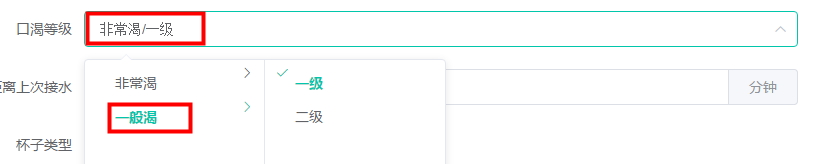 口渴等级 非常渴/一级
非常渴 一级
距离上次接水 分钟
一般渴 二级
杯子类型